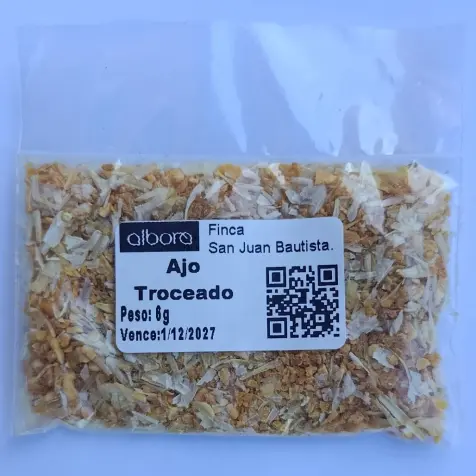 albora
Finca
San Juan Bautista.
Ajo
Troceado
Peso: 6g
Vence:1/12/2027